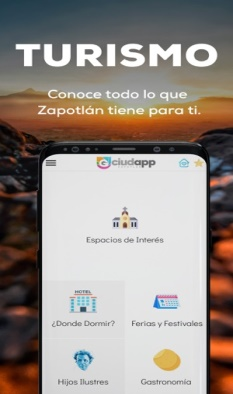 TURISMO
Conoce todo lo que
Zapotlán tiene para ti.
G ciudapp
Espacios de Interés
HOTEL
¿Donde Dormir?
Ferias y Festivales
Hijos Ilustres
Gastronomía